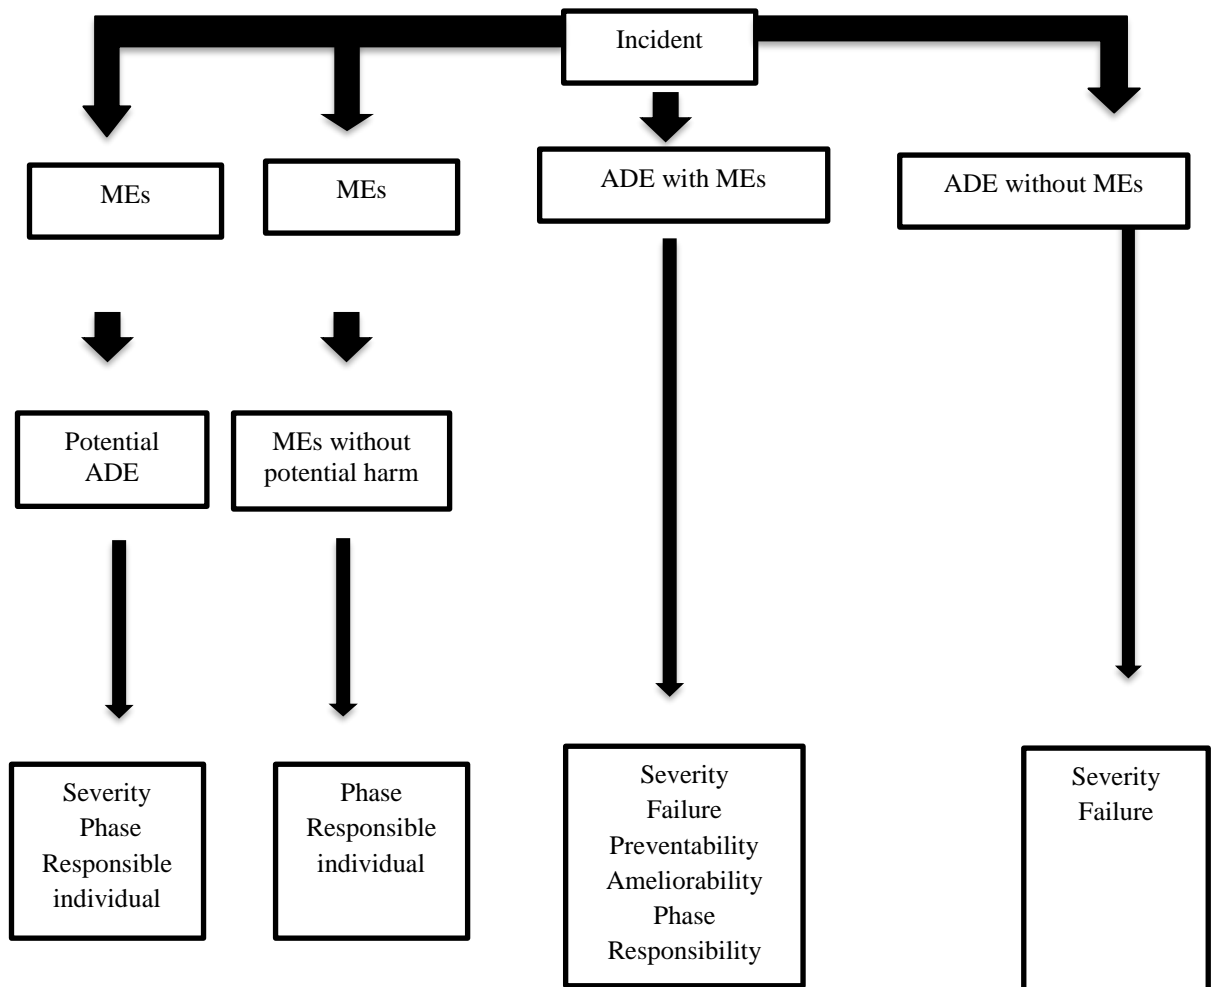 Incident
MEs
MEs
ADE with MEs
ADE without MEs
Potential
ADE
MEs without
potential harm
Severity
Phase
Responsible
individual
Phase
Responsible
individual
Severity
Failure
Preventability
Ameliorability
Phase
Responsibility
Severity
Failure